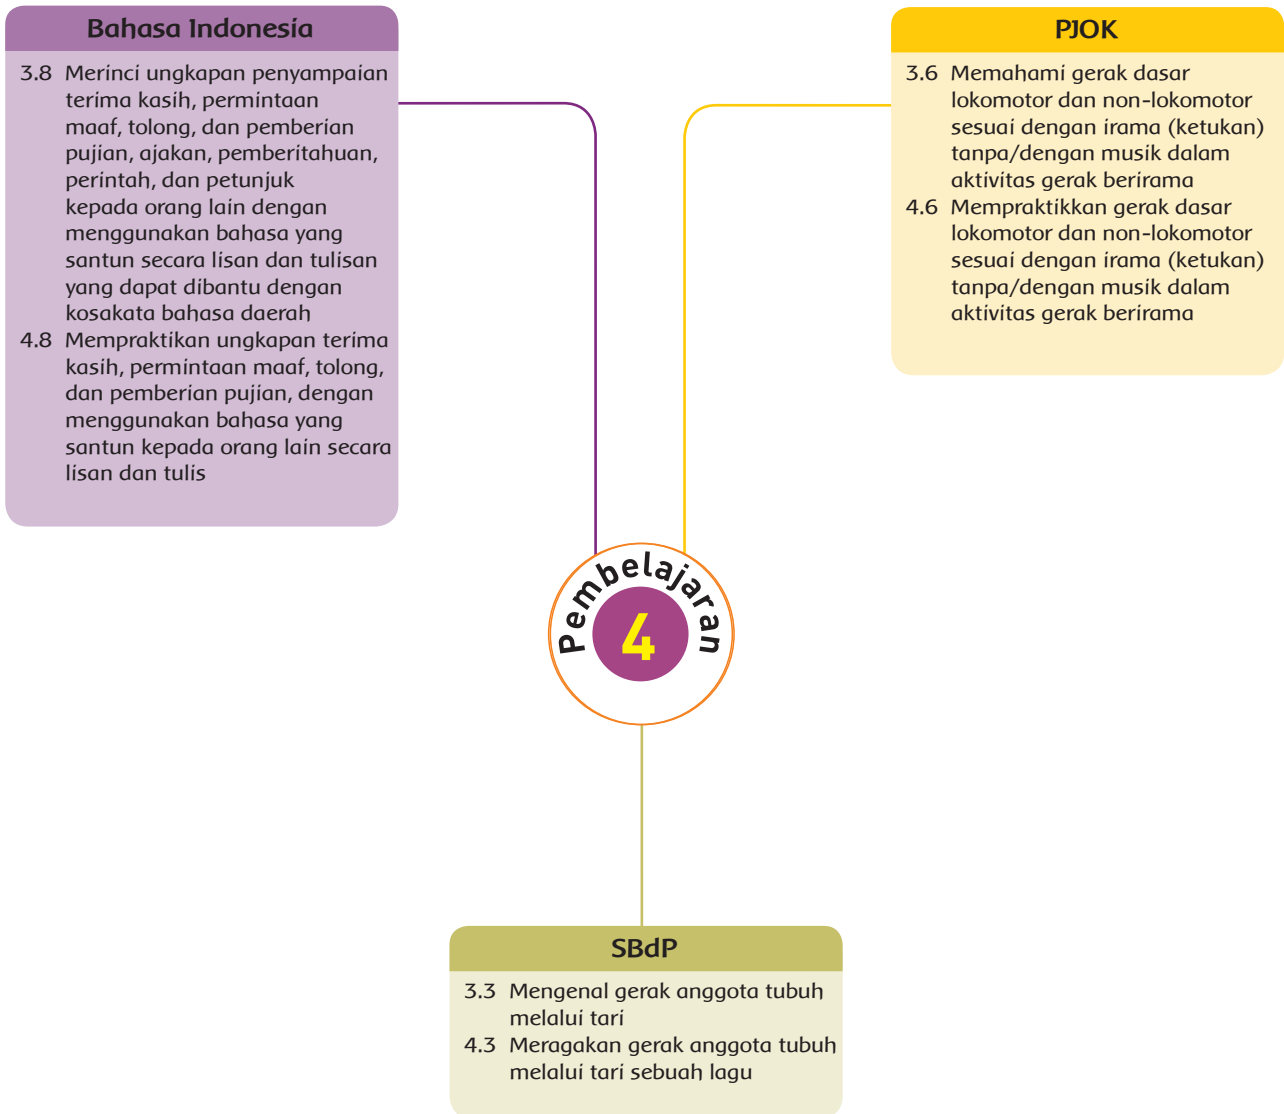 Bahasa Indonesia
3.8 Merinci ungkapan penyampaian
terima kasih, permintaan
maaf, tolong, dan pemberian
pujian, ajakan, pemberitahuan,
perintah, dan petunjuk
kepada orang lain dengan
menggunakan bahasa yang
santun secara lisan dan tulisan
yang dapat dibantu dengan
kosakata bahasa daerah
4.8 Mempraktikan ungkapan terima
kasih, permintaan maaf, tolong,
dan pemberian pujian, dengan
menggunakan bahasa yang
santun kepada orang lain secara
lisan dan tulis
PJOK
3.6 Memahami gerak dasar
lokomotor dan non-lokomotor
sesuai dengan irama (ketukan)
tanpa/dengan musik dalam
aktivitas gerak berirama
4.6 Mempraktikkan gerak dasar
lokomotor dan non-lokomotor
sesuai dengan irama (ketukan)
tanpa/dengan musik dalam
aktivitas gerak berirama
Pembelajaran
4
SBdP
3.3 Mengenal gerak anggota tubuh
melalui tari
4.3 Meragakan gerak anggota tubuh
melalui tari sebuah lagu